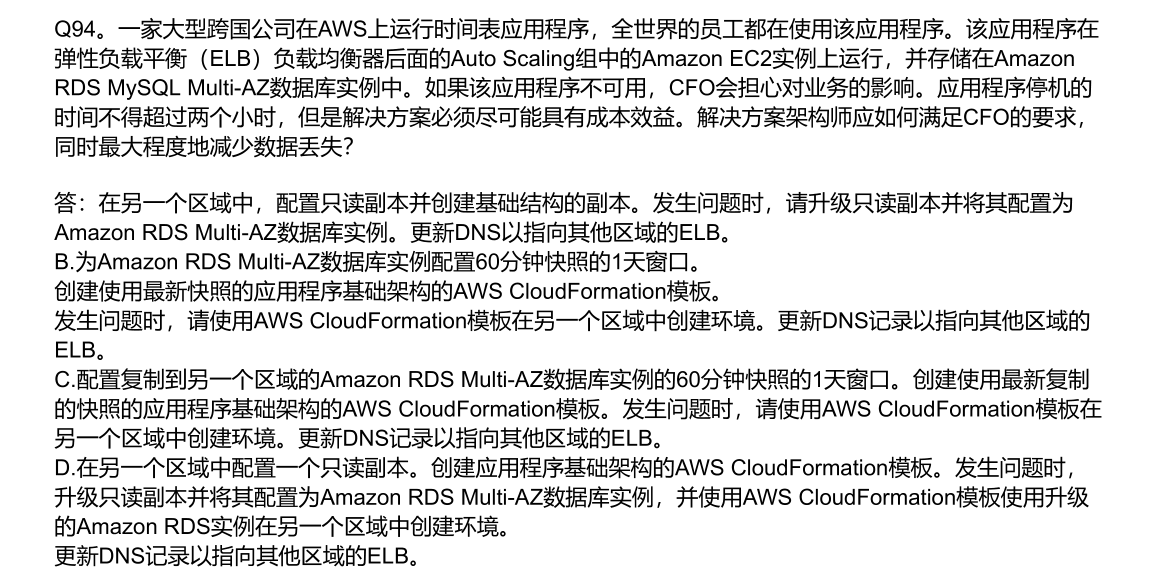 Q94。一家大型跨国公司在AWS上运行时间表应用程序，全世界的员工都在使用该应用程序。该应用程序在
弹性负载平衡（ELB）负载均衡器后面的Auto Scaling组中的Amazon EC2实例上运行，并存储在Amazon
RDS MySQL Multi-AZ数据库实例中。如果该应用程序不可用，CFO会担心对业务的影响。应用程序停机的
时间不得超过两个小时，但是解决方案必须尽可能具有成本效益。解决方案架构师应如何满足CFO的要求，
同时最大程度地减少数据丢失？
答：在另一个区域中，配置只读副本并创建基础结构的副本。发生问题时，请升级只读副本并将其配置为
Amazon RDS Multi-AZ数据库实例。更新DNS以指向其他区域的ELB。
B.为Amazon RDS Multi-AZ数据库实例配置60分钟快照的1天窗口。
创建使用最新快照的应用程序基础架构的AWS CloudFormation模板。
发生问题时，请使用AWS CloudFormation模板在另一个区域中创建环境。更新DNS记录以指向其他区域的
ELB。
C.配置复制到另一个区域的Amazon RDS Multi-AZ数据库实例的60分钟快照的1天窗口。创建使用最新复制
的快照的应用程序基础架构的AWS CloudFormation模板。发生问题时，请使用AWS CloudFormation模板在
另一个区域中创建环境。更新DNS记录以指向其他区域的ELB。
D.在另一个区域中配置一个只读副本。创建应用程序基础架构的AWS CloudFormation模板。发生问题时，
升级只读副本并将其配置为Amazon RDS Multi-AZ数据库实例，并使用AWS CloudFormation模板使用升级
的Amazon RDS实例在另一个区域中创建环境。
更新DNS记录以指向其他区域的ELB。